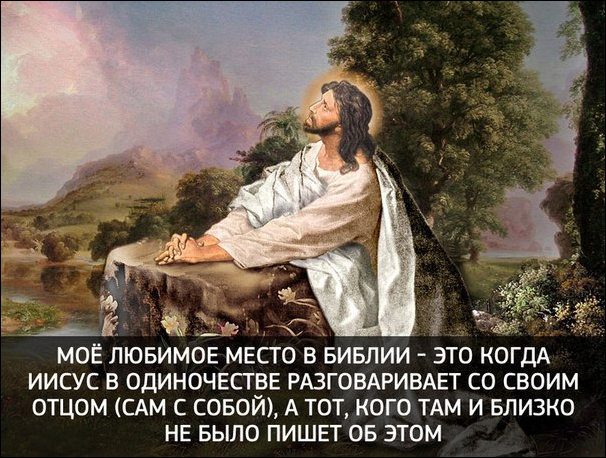 МОЁ ЛЮБИМОЕ МЕСТО В БИБЛИИ - ЭТО КОГДА
ИИСУС В ОДИНОЧЕСТВЕ РАЗГОВАРИВАЕТ СО СВОИМ
ОТЦОМ (САМ С СОБОЙ), А ТОТ, КОГО ТАМ И БЛИЗКО
НЕ БЫЛО ПИШЕТ ОБ ЭТОМ